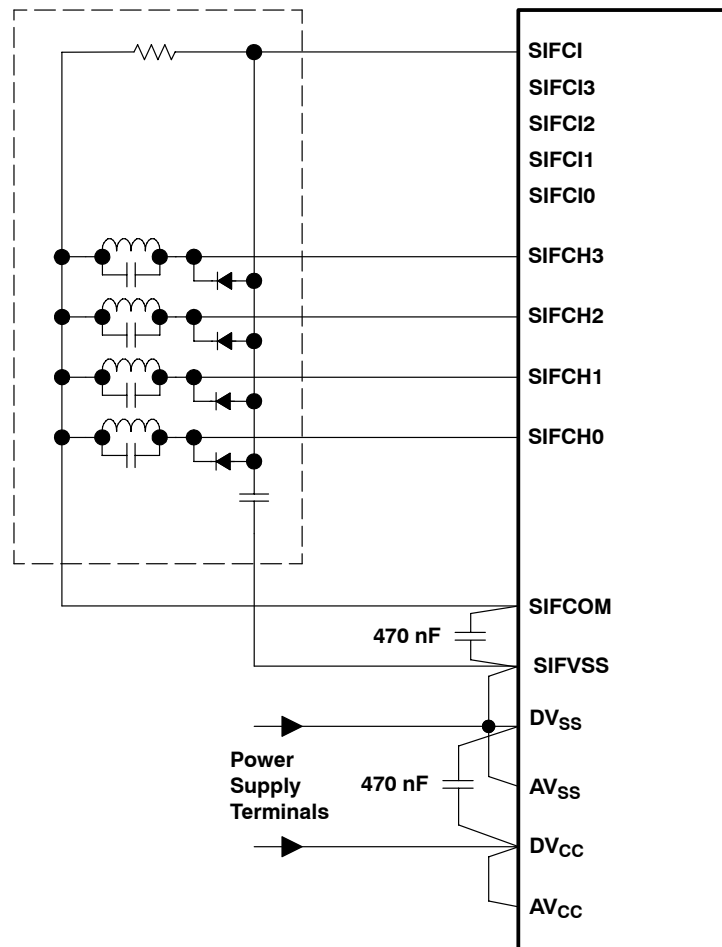 SIFCI
SIFCI3
SIFCI2
SIFCI1
SIFCI0
SIFCH3
SIFCH2
SIFCH1
SIFCH0
SIFCOM
470 nF
SIFVSS
DVSS
Power
Supply
Terminals
470 nF
AVSS
DVCC
AVCC